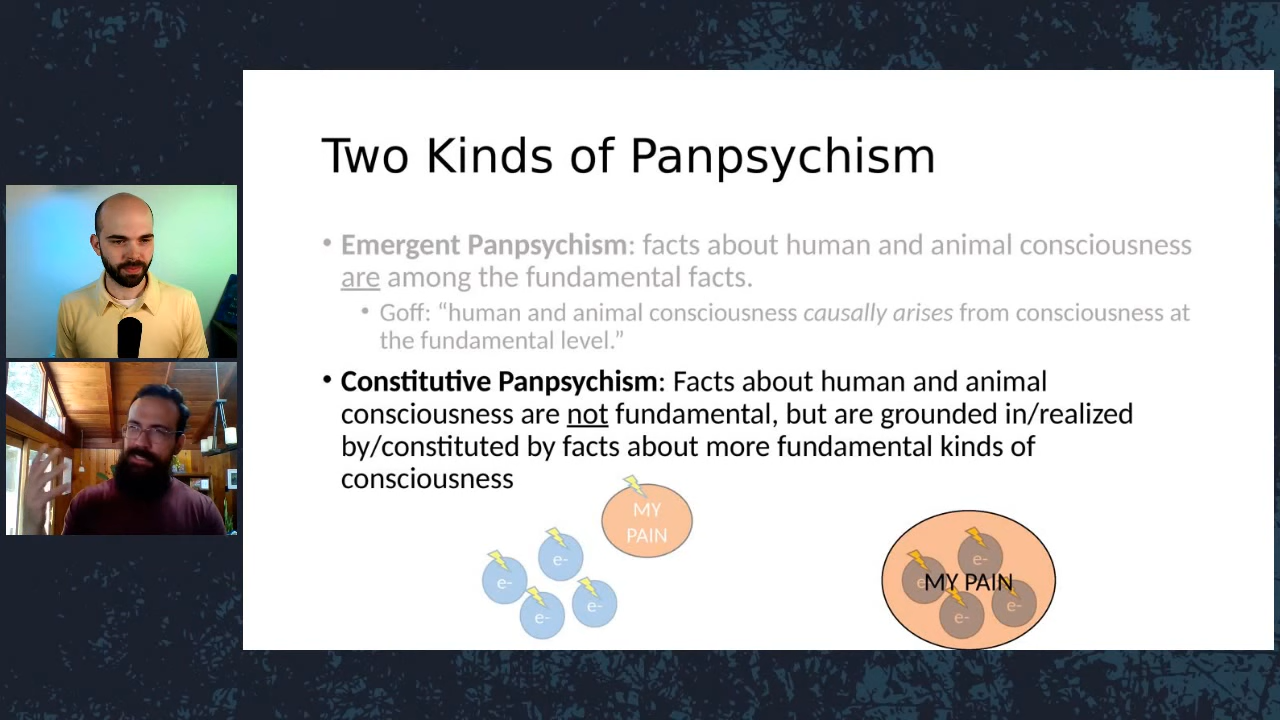 Two Kinds of Panpsychism
• Emergent Panpsychism: facts about human and animal consciousness
are among the fundamental facts.
• Goff: “human and animal consciousness causally arises from consciousness at
the fundamental level.”
• Constitutive Panpsychism: Facts about human and animal
consciousness are not fundamental, but are grounded in/realized
by/constituted by facts about more fundamental kinds of
consciousness
MY
PAIN
e-
e-
e-
e-
e-
e-
MY PAIN
e-
e-